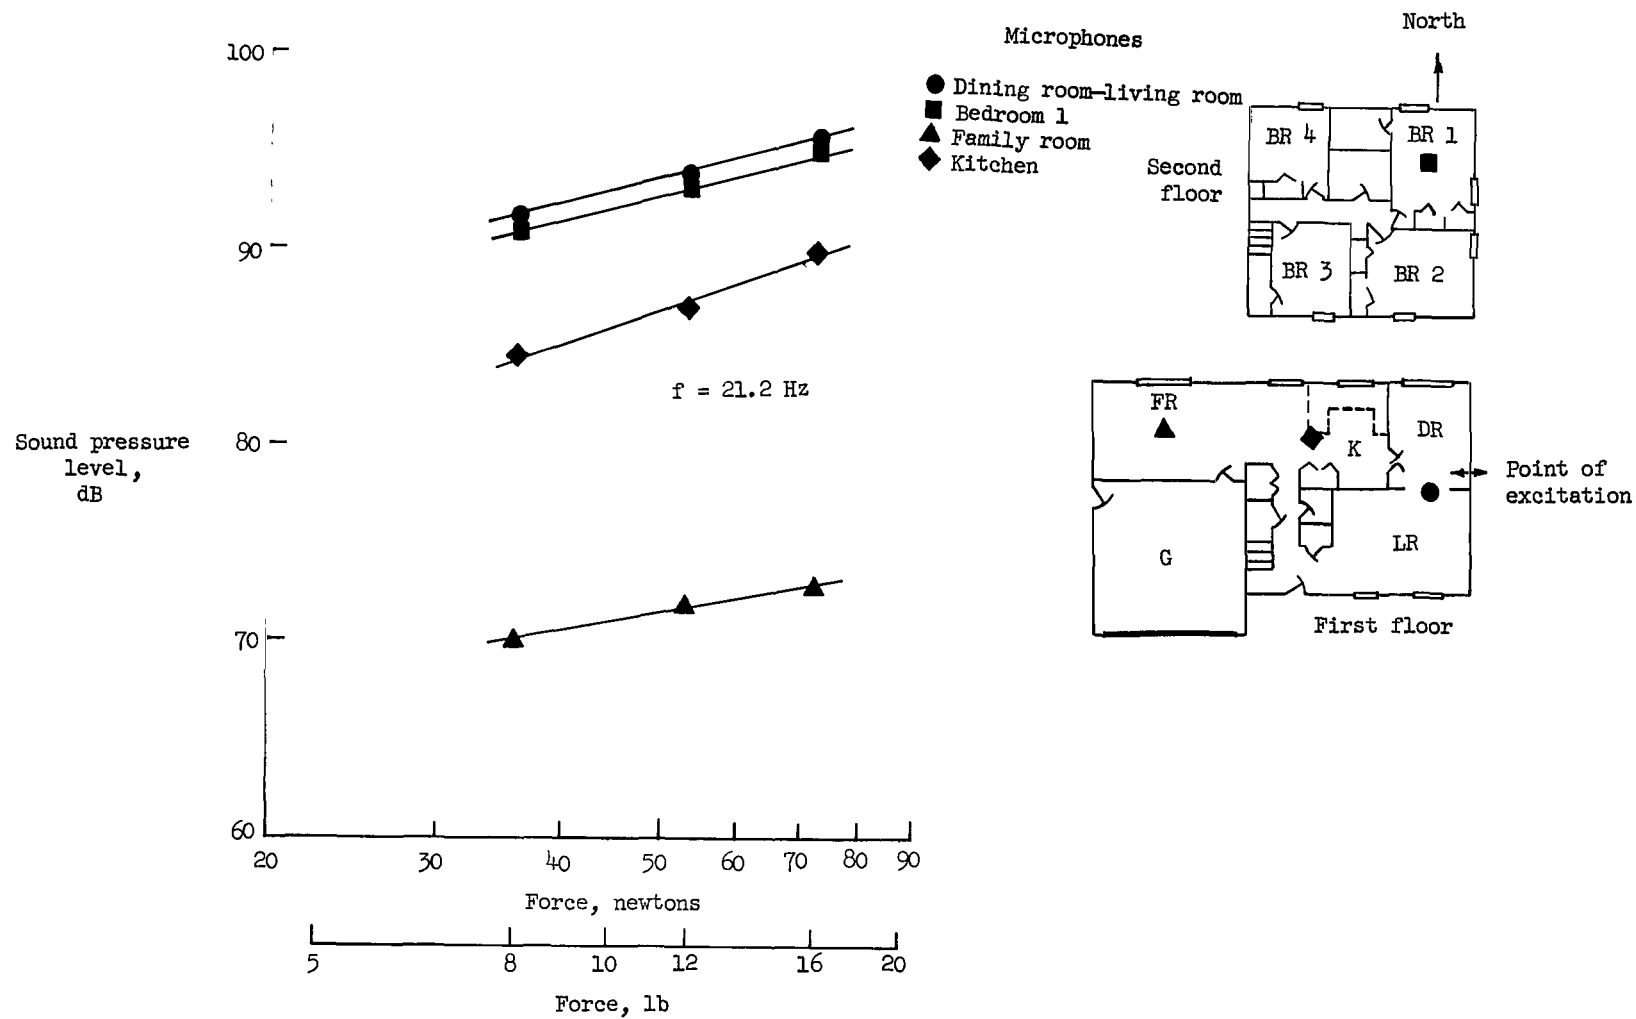 100
90
80
70
60
Sound pressure
level,
dB
f = 21.2 Hz
20 30 40 50 60 70 80 90
Force, newtons
5 8 10 12 16 20
Force, lb
Microphones
Dining room-living room
Bedroom 1
Family room
Kitchen
North
Second
floor
BR 4
BR 1
BR 3
BR 2
FR
K
DR
G
LR
Point of
excitation
First floor